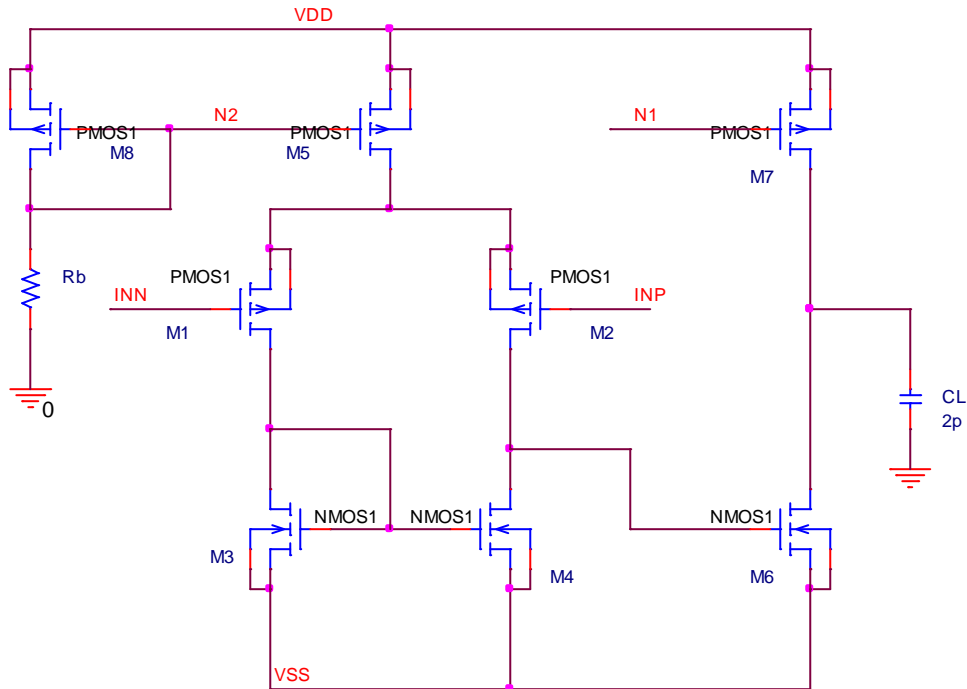 VDD
N2
N1
PMOS1
PMOS1
PMOS1
M8
M5
M7
Rb
PMOS1
PMOS1
INN
INP
M1
M2
0
CL
2p
NMOS1
NMOS1
NMOS1
M3
M4
M6
VSS